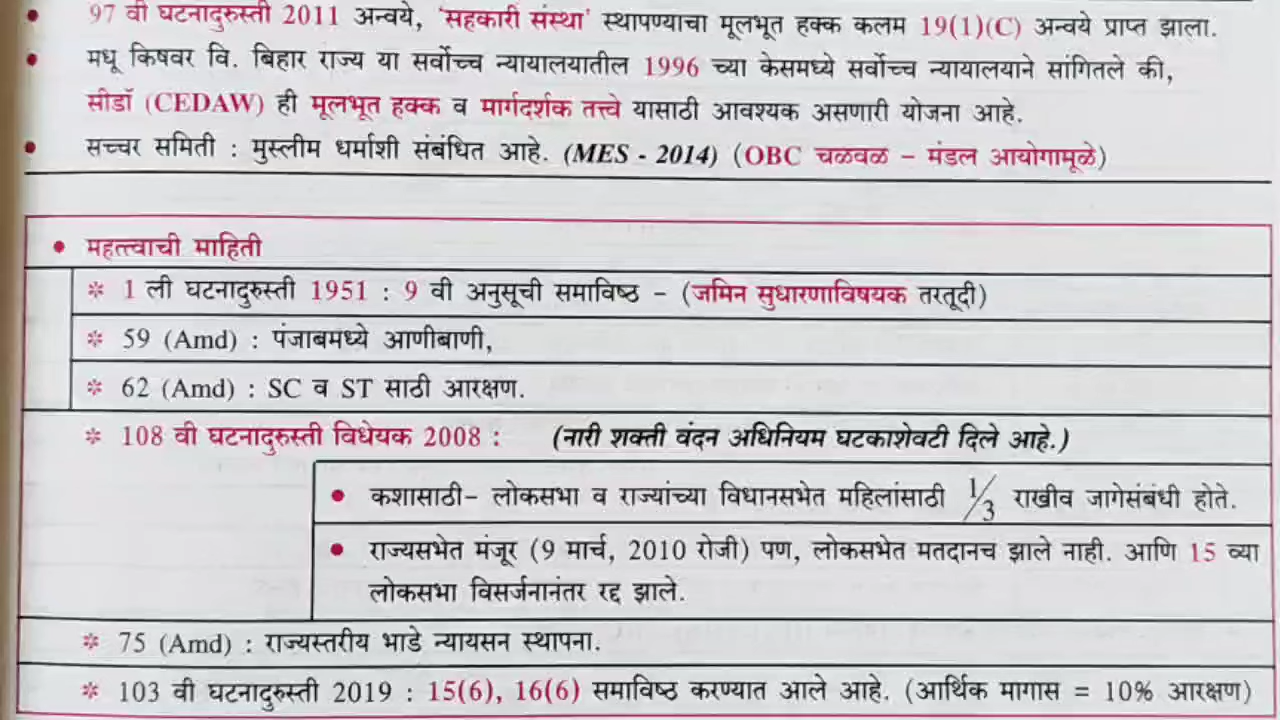 97 वी घटनादुरुस्ती 2011 अन्वये, 'सहकारी संस्था' स्थापण्याचा मूलभूत हक्क कलम 19(1)(C) अन्वये प्राप्त झाला.
मधू किषवर वि. बिहार राज्य या सर्वोच्च न्यायालयातील 1996 च्या केसमध्ये सर्वोच्च न्यायालयाने सांगितले की,
सीडॉ (CEDAW) ही मूलभूत हक्क व मार्गदर्शक तत्त्वे यासाठी आवश्यक असणारी योजना आहे.
सच्चर समिती : मुस्लीम धर्माशी संबंधित आहे. (MES - 2014) (OBC चळवळ – मंडल आयोगामूळे)
महत्त्वाची माहिती
* 1 ली घटनादुरुस्ती 1951 : 9 वी अनुसूची समाविष्ठ – (जमिन सुधारणाविषयक तरतूदी)
* 59 (Amd) : पंजाबमध्ये आणीबाणी,
* 62 (Amd) : SC व ST साठी आरक्षण.
* 108 वी घटनादुरुस्ती विधेयक 2008 : (नारी शक्ती वंदन अधिनियम घटकाशेवटी दिले आहे.)
कशासाठी– लोकसभा व राज्यांच्या विधानसभेत महिलांसाठी 1/3 राखीव जागेसंबंधी होते.
राज्यसभेत मंजूर (9 मार्च, 2010 रोजी) पण, लोकसभेत मतदानच झाले नाही. आणि 15 व्या
लोकसभा विसर्जनानंतर रद्द झाले.
* 75 (Amd) : राज्यस्तरीय भाडे न्यायसन स्थापना.
* 103 वी घटनादुरुस्ती 2019 : 15(6), 16(6) समाविष्ठ करण्यात आले आहे. (आर्थिक मागास = 10% आरक्षण)